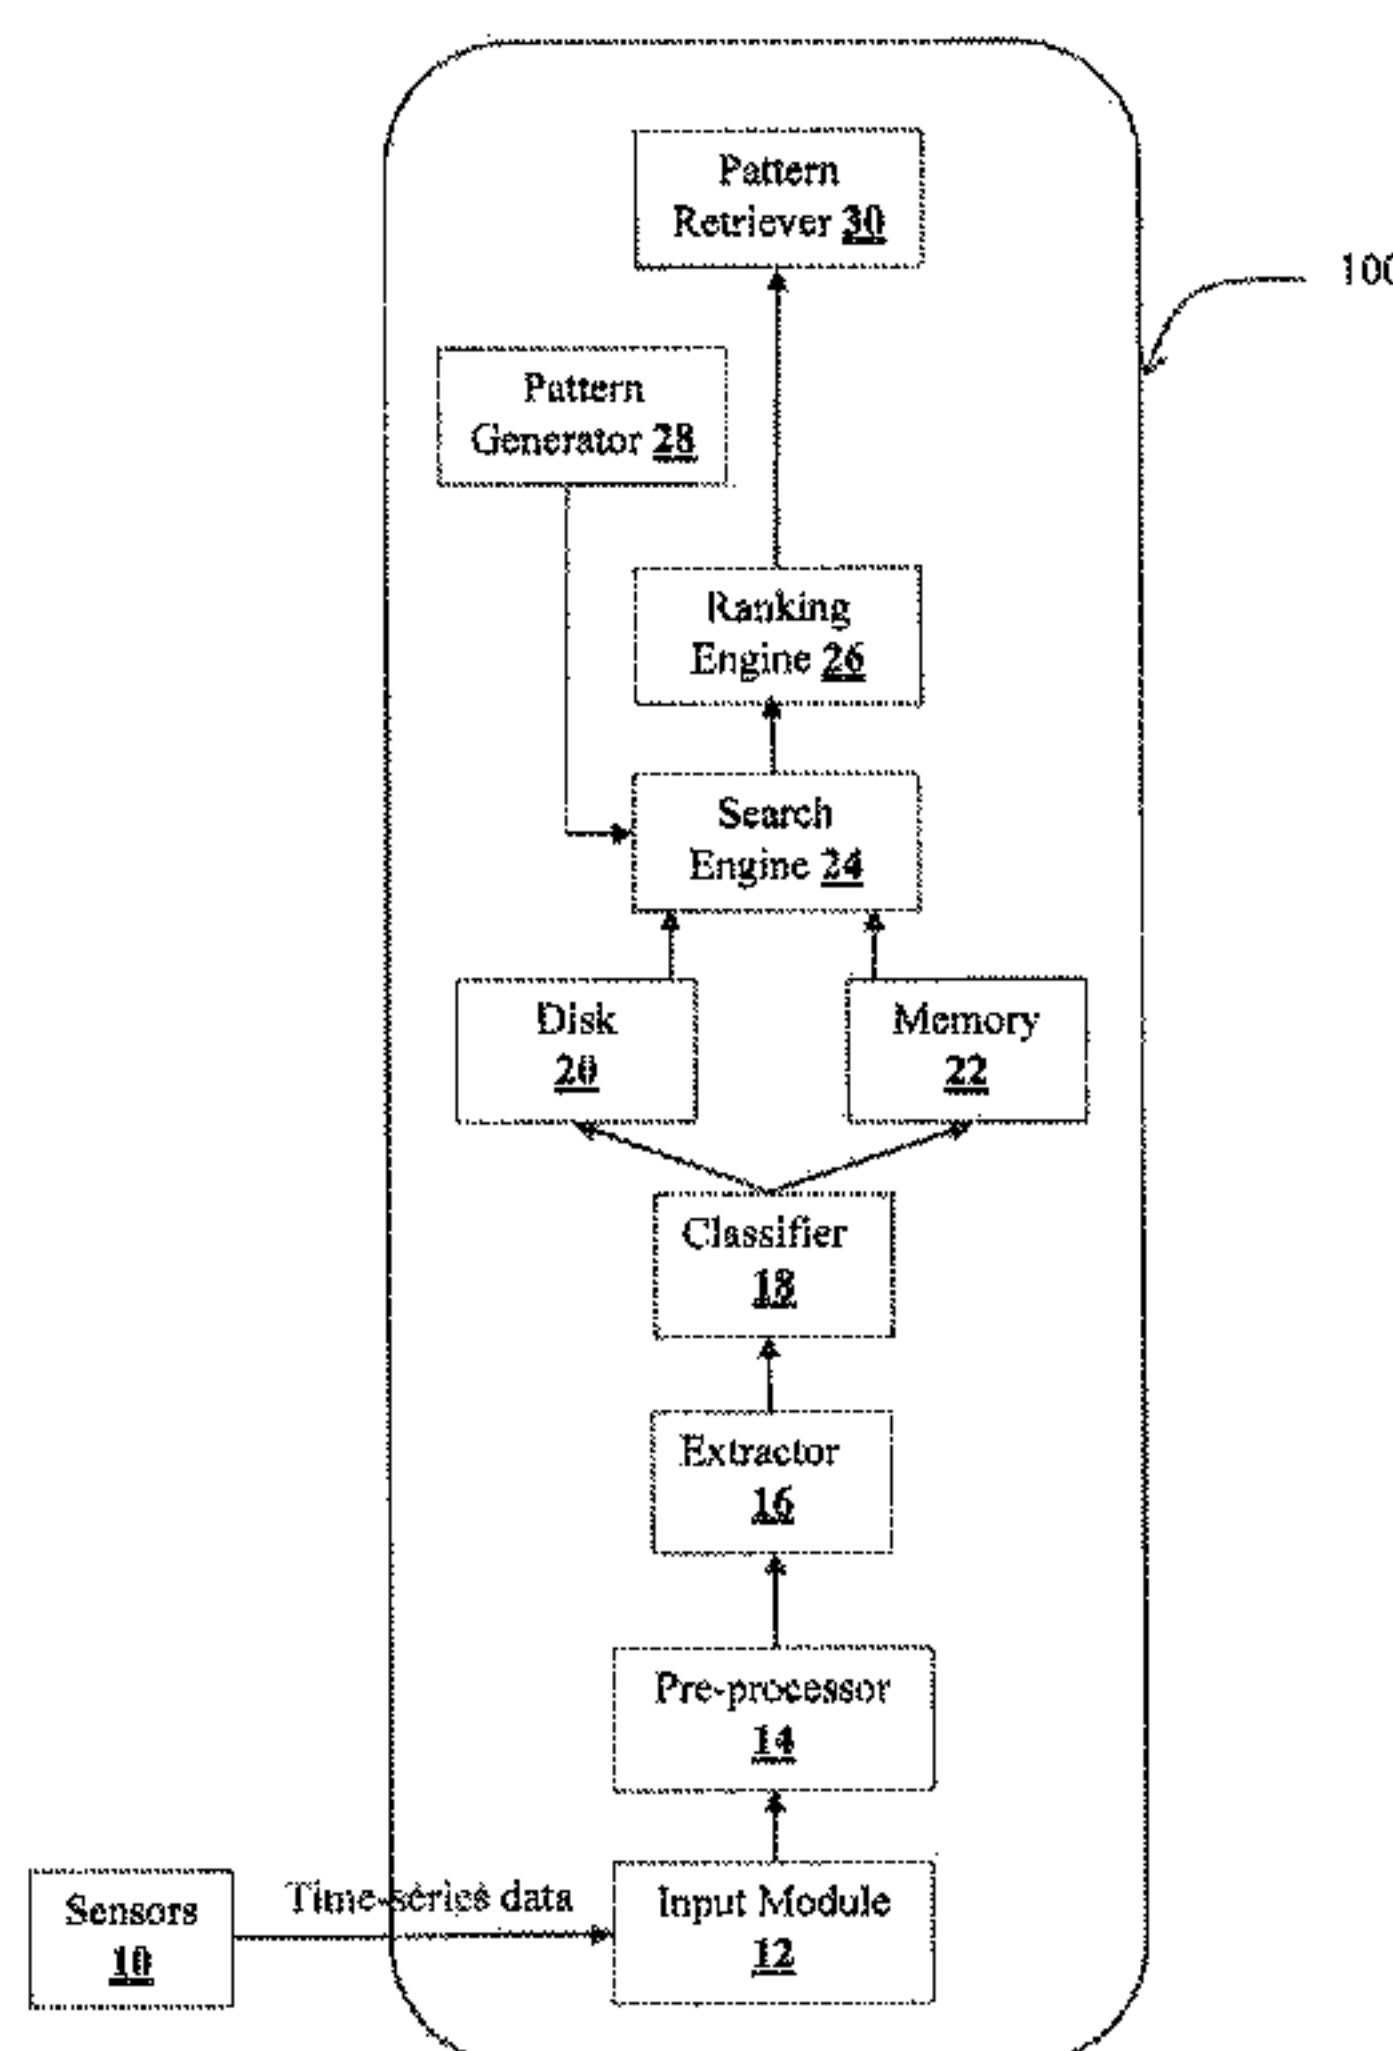 Pattern
Retriever 30
100
Pattern
Generator 28
Ranking
Engine 26
Search
Engine 24
Disk
20
Memory
22
Classifier
18
Extractor
16
Pre-processor
14
Time-series data
Input Module
12
Sensors
10